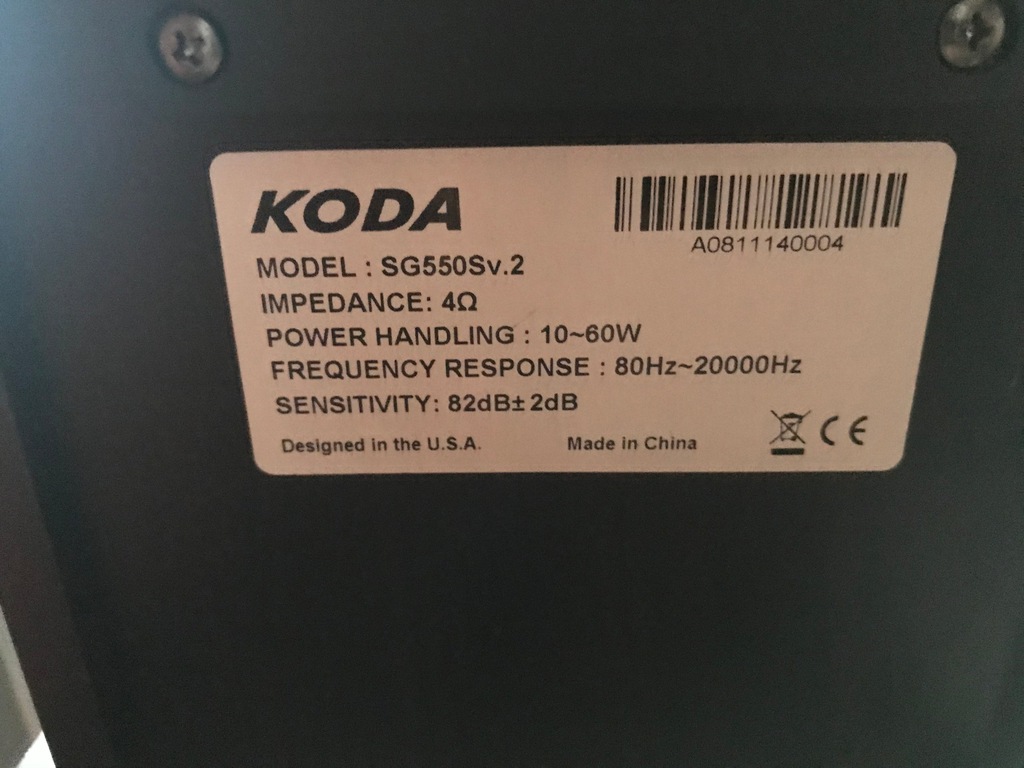 KODA
A0811140004
MODEL : SG550Sv.2
IMPEDANCE: 4Ω
POWER HANDLING : 10~60W
FREQUENCY RESPONSE : 80Hz~20000Hz
SENSITIVITY: 82dB±2dB
Designed in the U.S.A. Made in China CE